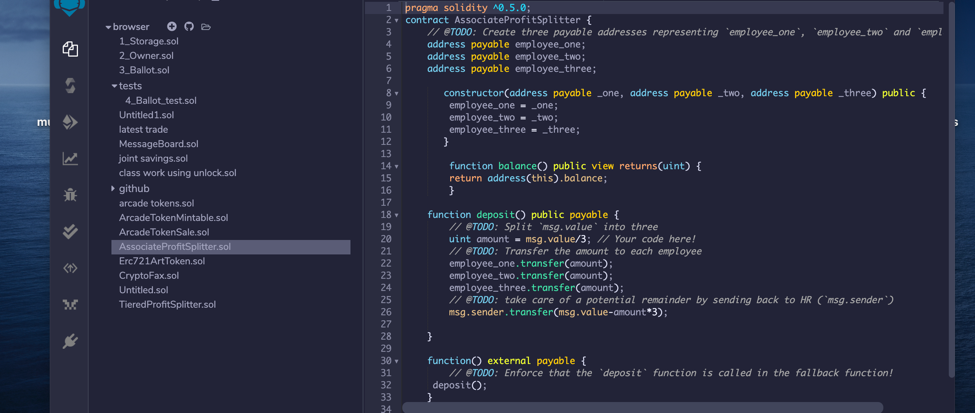 browser
1_Storage.sol
2_Owner.sol
3_Ballot.sol
tests
4_Ballot_test.sol
Untitled1.sol
latest trade
MessageBoard.sol
joint savings.sol
class work using unlock.sol
github
arcade tokens.sol
ArcadeTokenMintable.sol
ArcadeTokenSale.sol
AssociateProfitSplitter.sol
Erc721ArtToken.sol
CryptoFax.sol
Untitled.sol
TieredProfitSplitter.sol
mu
s
1 pragma solidity ^0.5.0;
2 contract AssociateProfitSplitter {
3 // @TODO: Create three payable addresses representing `employee_one`, `employee_two` and `empl
4 address payable employee_one;
5 address payable employee_two;
6 address payable employee_three;
7
8 constructor(address payable _one, address payable _two, address payable _three) public {
9 employee_one = _one;
10 employee_two = _two;
11 employee_three = _three;
12 }
13
14 function balance() public view returns(uint) {
15 return address(this).balance;
16 }
17
18 function deposit() public payable {
19 // @TODO: Split `msg.value` into three
20 uint amount = msg.value/3; // Your code here!
21 // @TODO: Transfer the amount to each employee
22 employee_one.transfer(amount);
23 employee_two.transfer(amount);
24 employee_three.transfer(amount);
25 // @TODO: take care of a potential remainder by sending back to HR (`msg.sender`)
26 msg.sender.transfer(msg.value-amount*3);
27
28 }
29
30 function() external payable {
31 // @TODO: Enforce that the `deposit` function is called in the fallback function!
32 deposit();
33 }
34